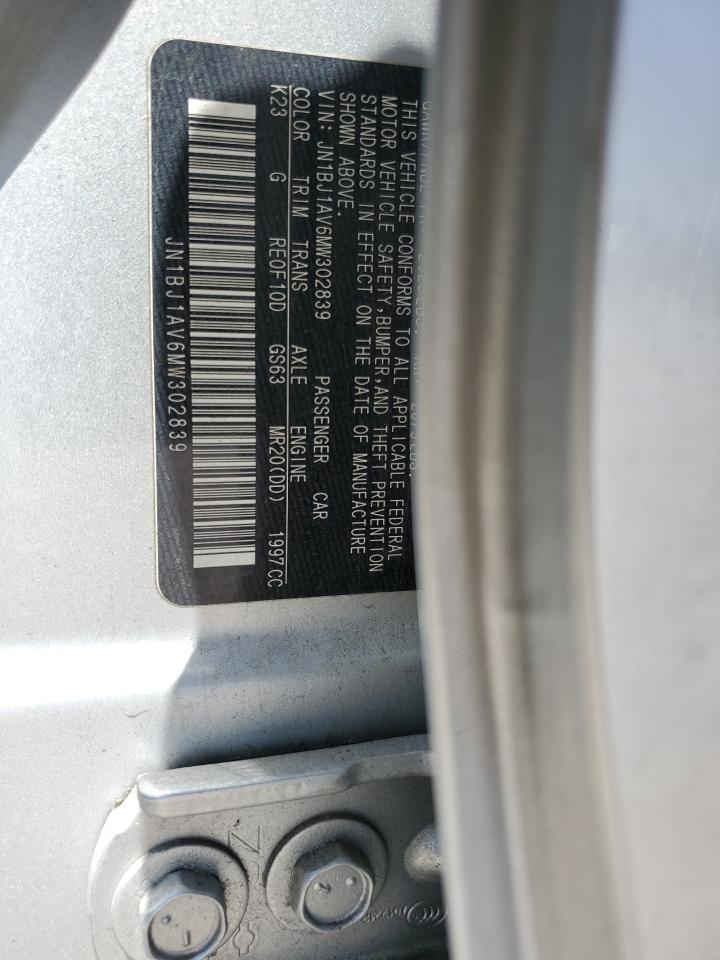 THIS VEHICLE CONFORMS TO ALL APPLICABLE FEDERAL
MOTOR VEHICLE SAFETY, BUMPER, AND THEFT PREVENTION
STANDARDS IN EFFECT ON THE DATE OF MANUFACTURE
SHOWN ABOVE.
VIN: JN1BJ1AV6MW302839 PASSENGER CAR
COLOR TRIM TRANS AXLE ENGINE
K23 G RE0F10D GS63 MR20(DD) 1997CC
JN1BJ1AV6MW302839